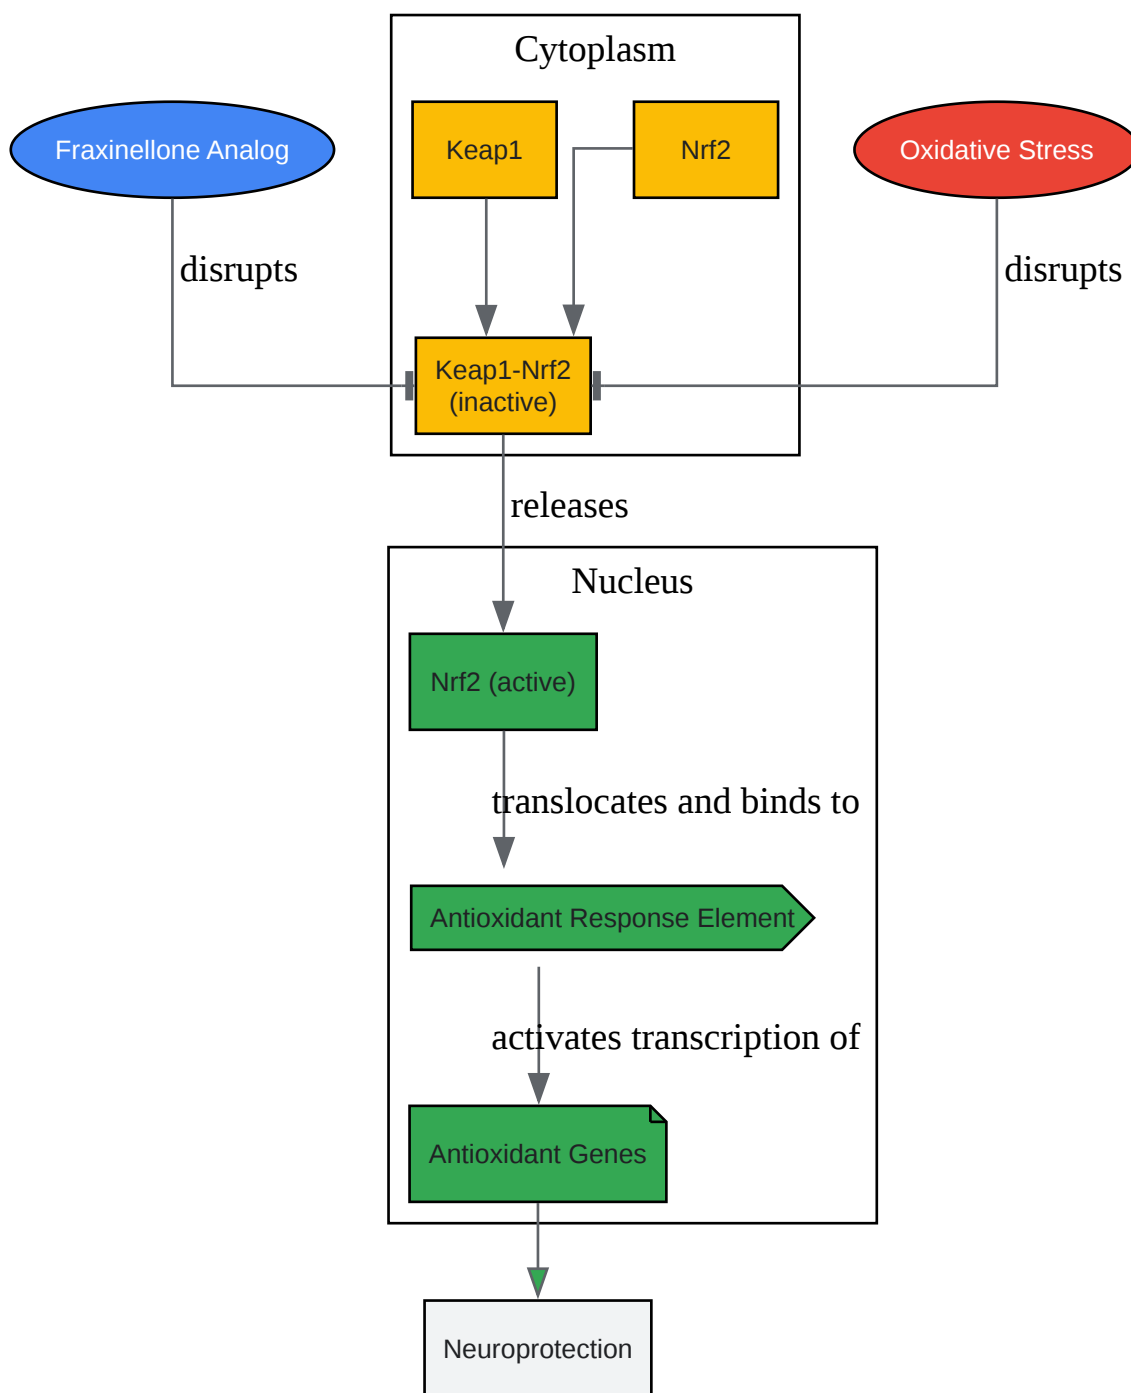 Cytoplasm
Fraxinellone Analog
Keap1
Nrf2
Oxidative Stress
disrupts
disrupts
Keap1-Nrf2
(inactive)
releases
Nucleus
Nrf2 (active)
translocates and binds to
Antioxidant Response Element
activates transcription of
Antioxidant Genes
Neuroprotection